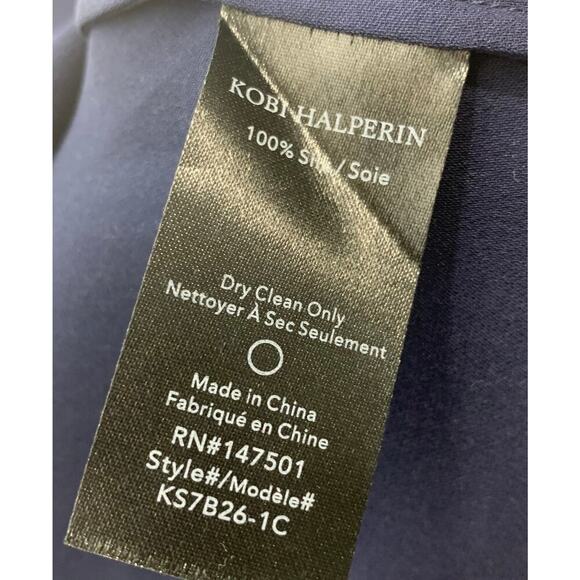 KOBI HALPERIN
100% Silk / Soie
Dry Clean Only
Nettoyer À Sec Seulement
Made in China
Fabriqué en Chine
RN#147501
Style#/Modèle#
KS7B26-1C